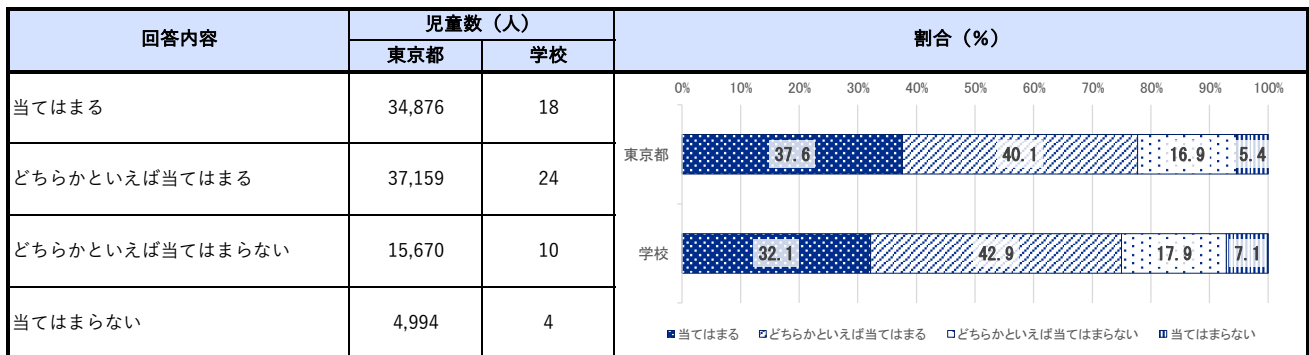 回答内容
児童数（人）
割合（%）
東京都 学校
当てはまる 34,876 18
どちらかといえば当てはまる 37,159 24
どちらかといえば当てはまらない 15,670 10
当てはまらない 4,994 4
0% 10% 20% 30% 40% 50% 60% 70% 80% 90% 100%
東京都 37.6 40.1 16.9 5.4
学校 32.1 42.9 17.9 7.1
当てはまる どちらかといえば当てはまる どちらかといえば当てはまらない 当てはまらない